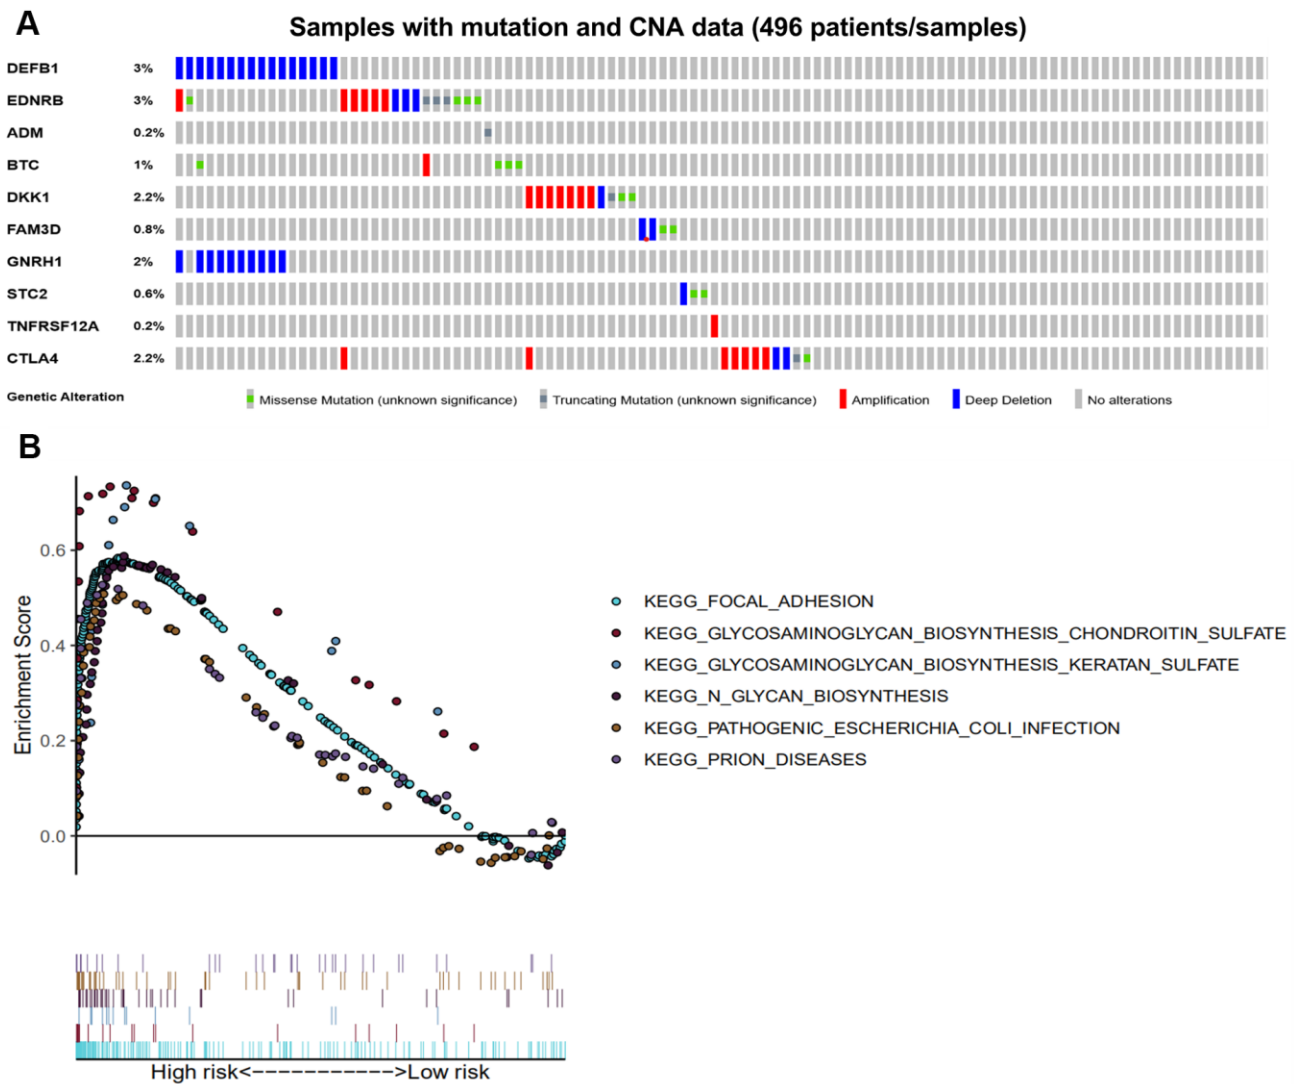 A
Samples with mutation and CNA data (496 patients/samples)
DEFB1 3%
EDNRB 3%
ADM 0.2%
BTC 1%
DKK1 2.2%
FAM3D 0.8%
GNRH1 2%
STC2 0.6%
TNFRSF12A 0.2%
CTLA4 2.2%
Genetic Alteration Missense Mutation (unknown significance) Truncating Mutation (unknown significance) Amplification Deep Deletion No alterations
B
Enrichment Score
0.6
0.4
0.2
0.0
KEGG_FOCAL_ADHESION
KEGG_GLYCOSAMINOGLYCAN_BIOSYNTHESIS_CHONDROITIN_SULFATE
KEGG_GLYCOSAMINOGLYCAN_BIOSYNTHESIS_KERATAN_SULFATE
KEGG_N_GLYCAN_BIOSYNTHESIS
KEGG_PATHOGENIC_ESCHERICHIA_COLI_INFECTION
KEGG_PRION_DISEASES
High risk<----------->Low risk